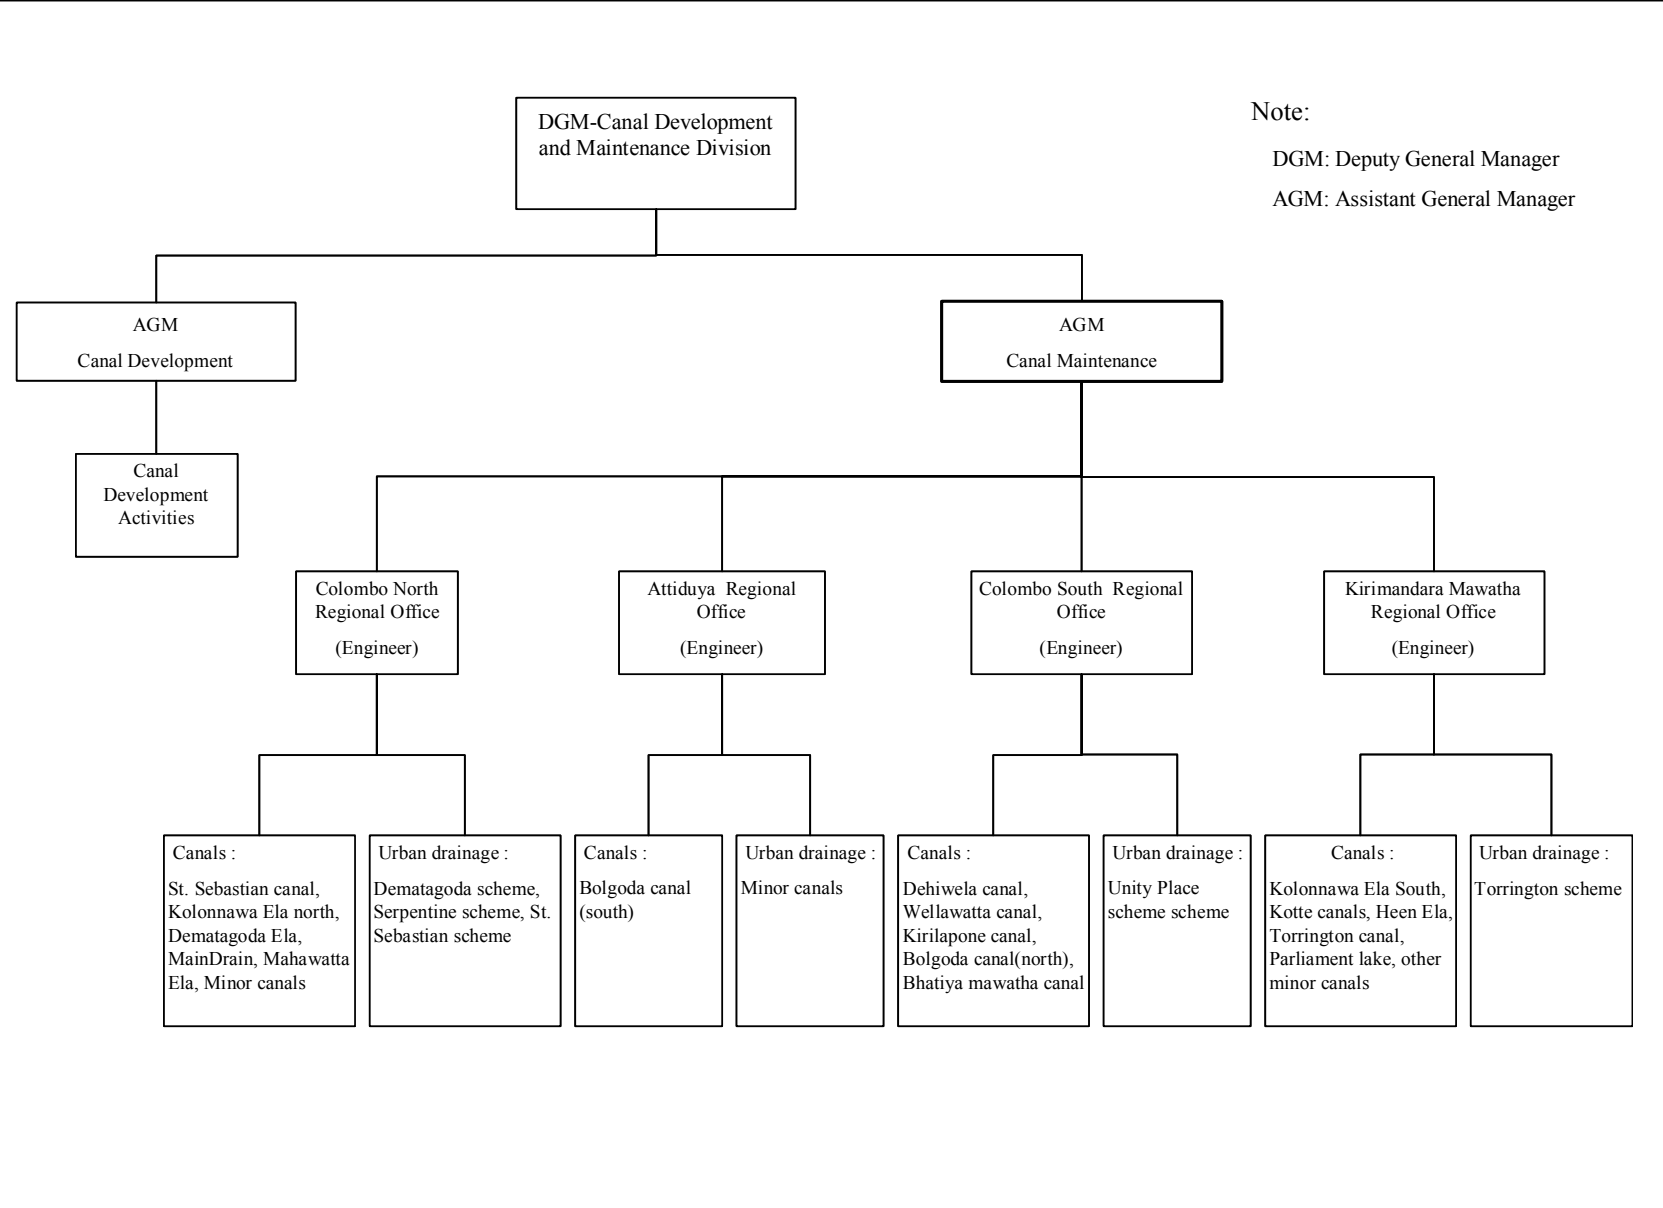 DGM-Canal Development
and Maintenance Division
Note:
DGM: Deputy General Manager
AGM: Assistant General Manager
AGM
Canal Development
AGM
Canal Maintenance
Canal
Development
Activities
Colombo North
Regional Office
(Engineer)
Attiduya Regional
Office
(Engineer)
Colombo South Regional
Office
(Engineer)
Kirimandara Mawatha
Regional Office
(Engineer)
Canals :
St. Sebastian canal,
Kolonnawa Ela north,
Dematagoda Ela,
MainDrain, Mahawatta
Ela, Minor canals
Urban drainage :
Dematagoda scheme,
Serpentine scheme, St.
Sebastian scheme
Canals :
Bolgoda canal
(south)
Urban drainage :
Minor canals
Canals :
Dehiwela canal,
Wellawatta canal,
Kirilapone canal,
Bolgoda canal(north),
Bhatiya mawatha canal
Urban drainage :
Unity Place
scheme scheme
Canals :
Kolonnawa Ela South,
Kotte canals, Heen Ela,
Torrington canal,
Parliament lake, other
minor canals
Urban drainage :
Torrington scheme